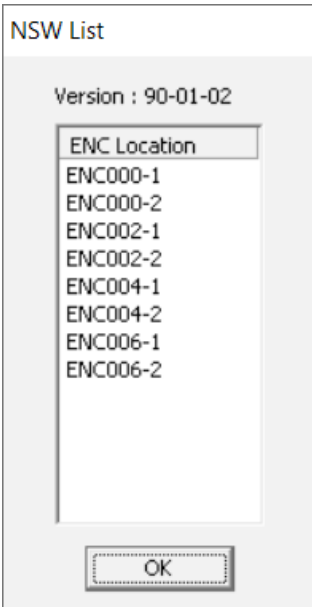 NSW List
Version : 90-01-02
ENC Location
ENC000-1
ENC000-2
ENC002-1
ENC002-2
ENC004-1
ENC004-2
ENC006-1
ENC006-2
OK